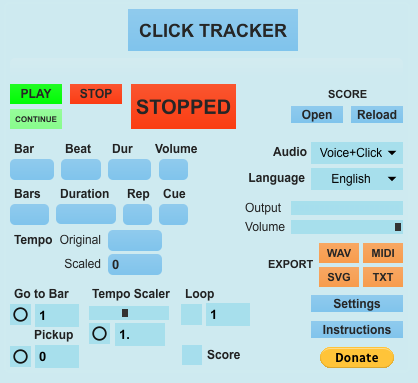 CLICK TRACKER
PLAY STOP STOPPED SCORE
CONTINUE Open Reload
Bar Beat Dur Volume Audio Voice+Click
Language English
Bars Duration Rep Cue
Output
Volume
Tempo Original
Scaled 0
EXPORT WAV MIDI
SVG TXT
Go to Bar Tempo Scaler Loop
1 1
Settings
Pickup 1.
Instructions
0 Score
Donate